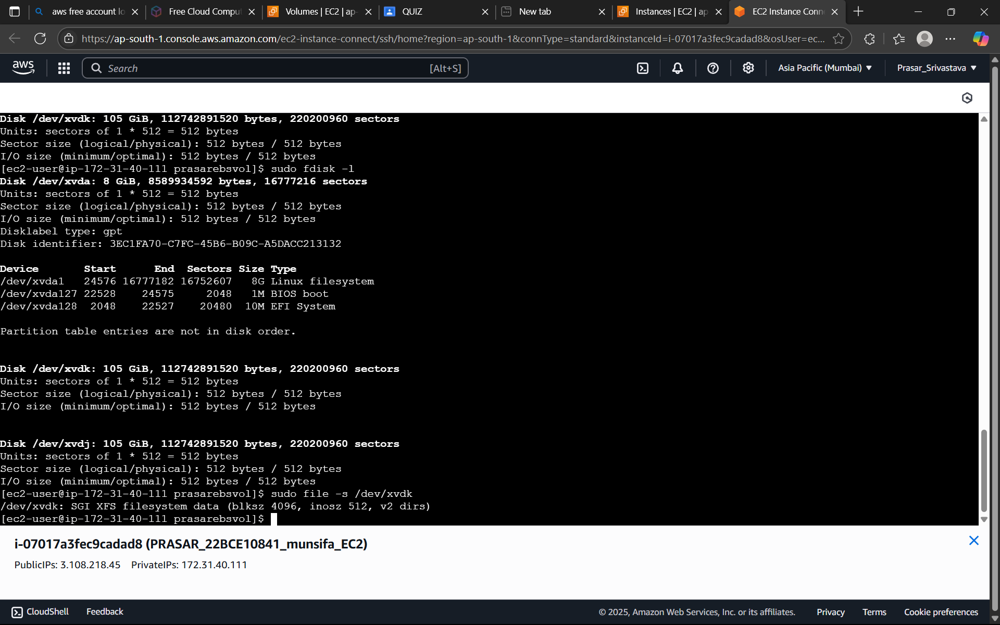 aws free account lo
Free Cloud Comput
Volumes | EC2 | ap-
QUIZ
New tab
Instances | EC2 | ap
EC2 Instance Conn
https://ap-south-1.console.aws.amazon.com/ec2-instance-connect/ssh/home?region=ap-south-1&connType=standard&instanceId=i-07017a3fec9cadad8&osUser=ec...
aws
Search
[Alt+S]
Asia Pacific (Mumbai)
Prasar_Srivastava
Disk /dev/xvdk: 105 GiB, 112742891520 bytes, 220200960 sectors
Units: sectors of 1 * 512 = 512 bytes
Sector size (logical/physical): 512 bytes / 512 bytes
I/O size (minimum/optimal): 512 bytes / 512 bytes
[ec2-user@ip-172-31-40-111 prasarebsvol]$ sudo fdisk -l
Disk /dev/xvda: 8 GiB, 8589934592 bytes, 16777216 sectors
Units: sectors of 1 * 512 = 512 bytes
Sector size (logical/physical): 512 bytes / 512 bytes
I/O size (minimum/optimal): 512 bytes / 512 bytes
Disklabel type: gpt
Disk identifier: 3EC1FA70-C7FC-45B6-B09C-A5DACC213132
Device Start End Sectors Size Type
/dev/xvda1 24576 16777182 16752607 8G Linux filesystem
/dev/xvda127 22528 24575 2048 1M BIOS boot
/dev/xvda128 2048 22527 20480 10M EFI System
Partition table entries are not in disk order.
Disk /dev/xvdk: 105 GiB, 112742891520 bytes, 220200960 sectors
Units: sectors of 1 * 512 = 512 bytes
Sector size (logical/physical): 512 bytes / 512 bytes
I/O size (minimum/optimal): 512 bytes / 512 bytes
Disk /dev/xvdj: 105 GiB, 112742891520 bytes, 220200960 sectors
Units: sectors of 1 * 512 = 512 bytes
Sector size (logical/physical): 512 bytes / 512 bytes
I/O size (minimum/optimal): 512 bytes / 512 bytes
[ec2-user@ip-172-31-40-111 prasarebsvol]$ sudo file -s /dev/xvdk
/dev/xvdk: SGI XFS filesystem data (blksz 4096, inosz 512, v2 dirs)
[ec2-user@ip-172-31-40-111 prasarebsvol]$
i-07017a3fec9cadad8 (PRASAR_22BCE10841_munsifa_EC2)
PublicIPs: 3.108.218.45 PrivateIPs: 172.31.40.111
CloudShell
Feedback
© 2025, Amazon Web Services, Inc. or its affiliates.
Privacy
Terms
Cookie preferences